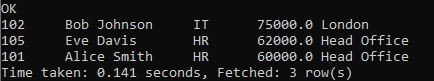 OK
102 Bob Johnson IT 75000.0 London
105 Eve Davis HR 62000.0 Head Office
101 Alice Smith HR 60000.0 Head Office
Time taken: 0.141 seconds, Fetched: 3 row(s)